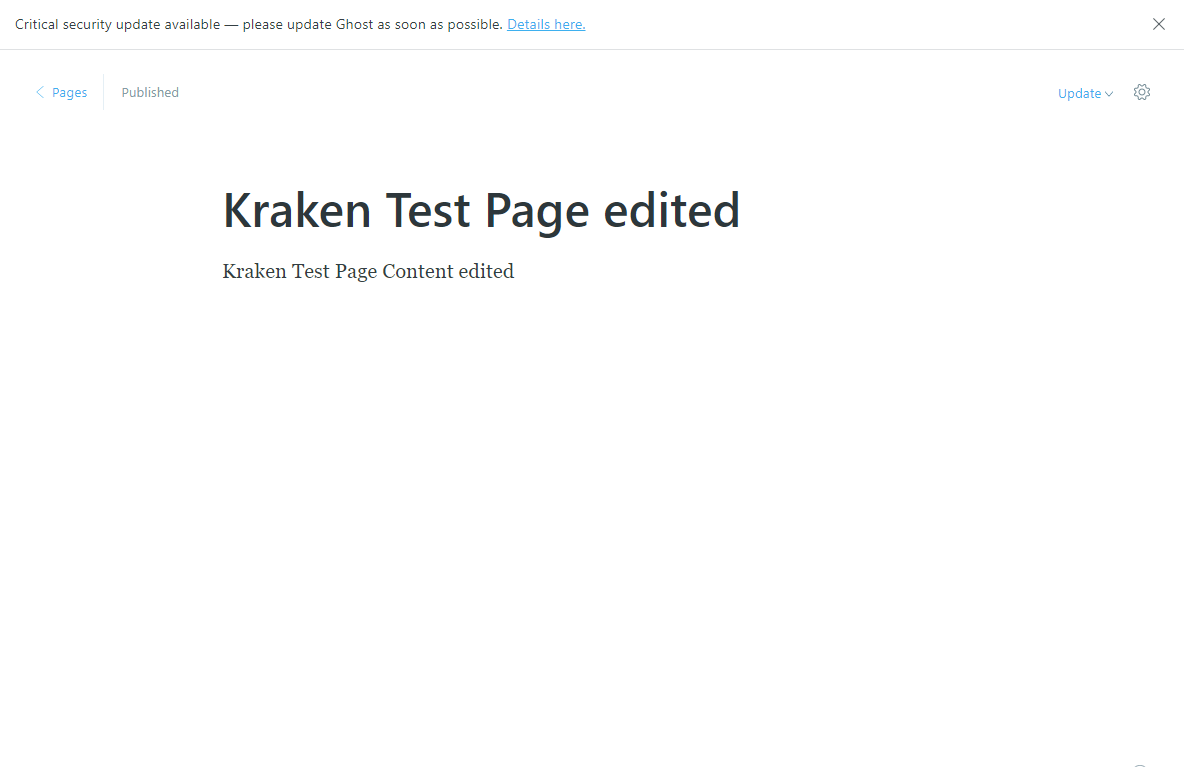 Critical security update available — please update Ghost as soon as possible. Details here.
Pages Published Update
Kraken Test Page edited
Kraken Test Page Content edited